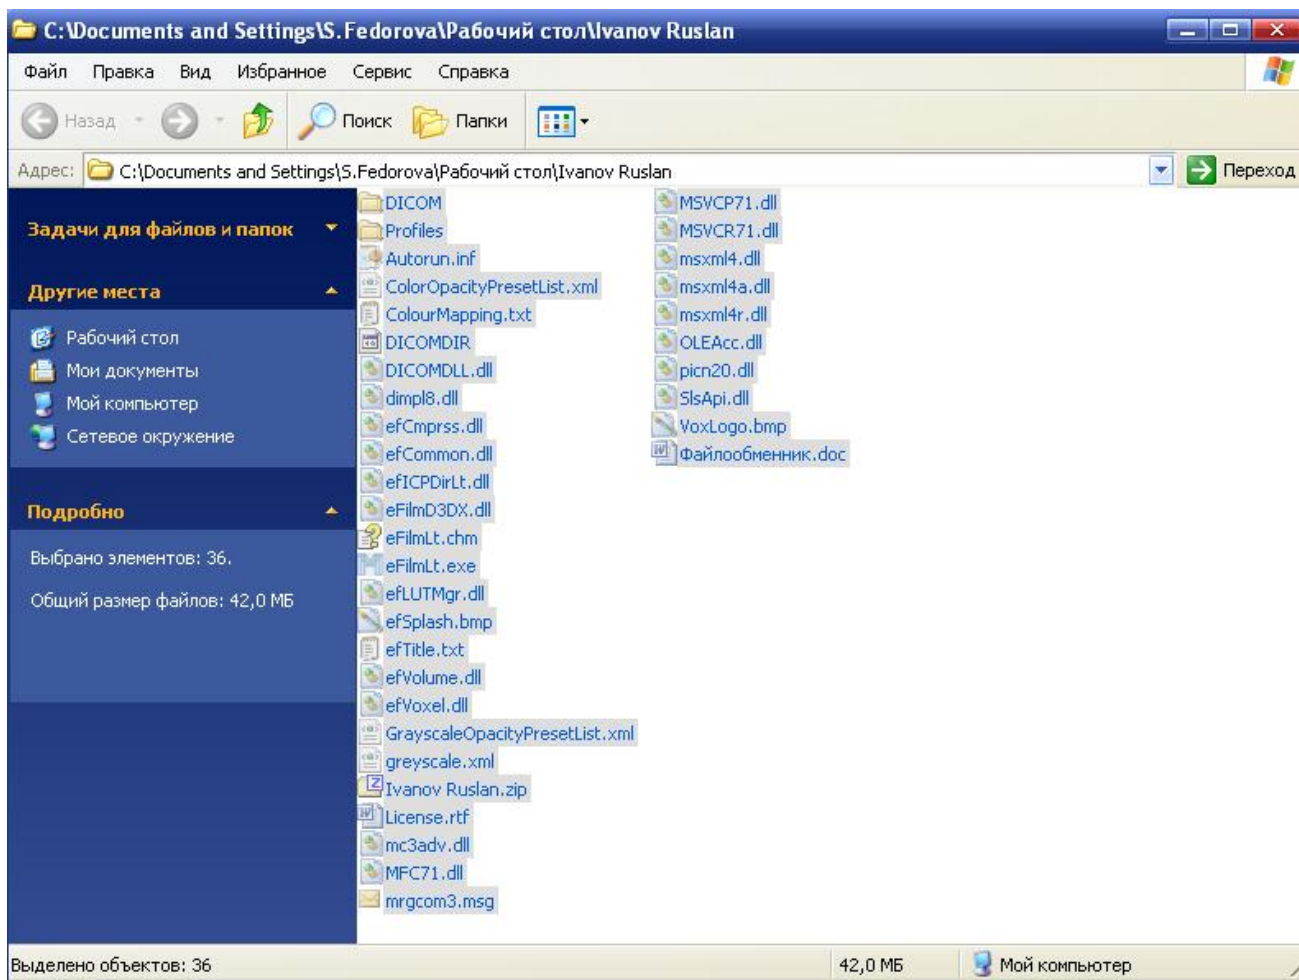 C:\Documents and Settings\S.Fedorova\Рабочий стол\Ivanov Ruslan
Файл Правка Вид Избранное Сервис Справка
Назад Поиск Папки
Адрес: C:\Documents and Settings\S.Fedorova\Рабочий стол\Ivanov Ruslan Переход
Задачи для файлов и папок
Другие места
Рабочий стол
Мои документы
Мой компьютер
Сетевое окружение
Подробно
Выбрано элементов: 36.
Общий размер файлов: 42,0 МБ
DICOM
Profiles
Autorun.inf
ColorOpacityPresetList.xml
ColourMapping.txt
DICOMDIR
DICOMDLL.dll
dimpl8.dll
efCmprss.dll
efCommon.dll
efICPDirLt.dll
eFilmD3DX.dll
eFilmLt.chm
eFilmLt.exe
efLUTMgr.dll
efSplash.bmp
efTitle.txt
efVolume.dll
efVoxel.dll
GrayscaleOpacityPresetList.xml
greyscale.xml
Ivanov Ruslan.zip
License.rtf
mc3adv.dll
MFC71.dll
mrgcom3.msg
MSVCP71.dll
MSVCR71.dll
msxml4.dll
msxml4a.dll
msxml4r.dll
OLEAcc.dll
picn20.dll
SlsApi.dll
VoxLogo.bmp
Файлообменник.doc
Выделено объектов: 36 42,0 МБ Мой компьютер